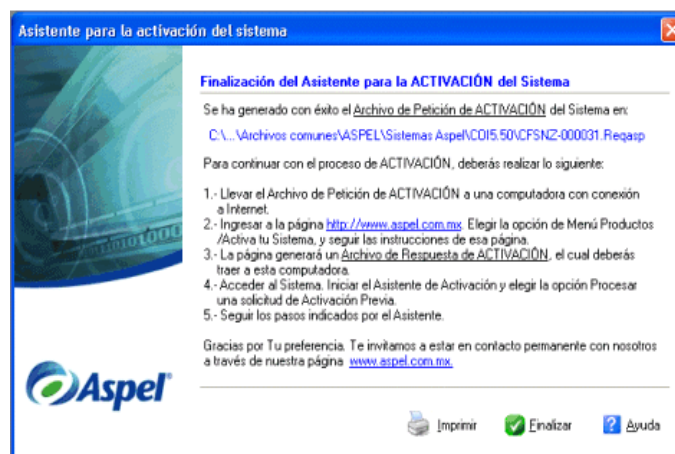 Asistente para la activación del sistema
Finalización del Asistente para la ACTIVACIÓN del Sistema
Se ha generado con éxito el Archivo de Petición de ACTIVACIÓN del Sistema en:
C:\...\Archivos comunes\ASPEL\Sistemas Aspel\COI5.50\CFSNZ-000031.Reqasp
Para continuar con el proceso de ACTIVACIÓN, deberás realizar lo siguiente:
1.- Llevar el Archivo de Petición de ACTIVACIÓN a una computadora con conexión
a Internet.
2.- Ingresar a la página http://www.aspel.com.mx. Elegir la opción de Menú Productos
/Activa tu Sistema, y seguir las instrucciones de esa página.
3.- La página generará un Archivo de Respuesta de ACTIVACIÓN, el cual deberás
traer a esta computadora.
4.- Acceder al Sistema. Iniciar el Asistente de Activación y elegir la opción Procesar
una solicitud de Activación Previa.
5.- Seguir los pasos indicados por el Asistente.
Gracias por Tu preferencia. Te invitamos a estar en contacto permanente con nosotros
a través de nuestra página www.aspel.com.mx.
Aspel
Imprimir Finalizar Ayuda